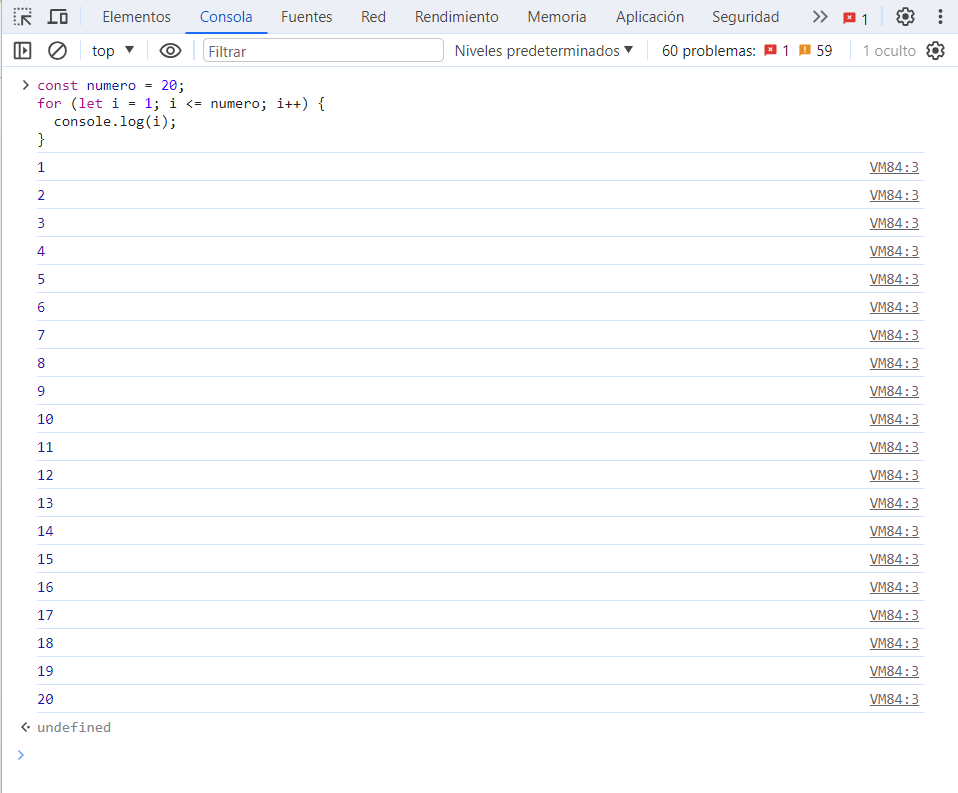 Elementos Consola Fuentes Red Rendimiento Memoria Aplicación Seguridad 1
top Filtrar Niveles predeterminados 60 problemas: 1 59 1 oculto
const numero = 20;
for (let i = 1; i <= numero; i++) {
  console.log(i);
}
1 VM84:3
2 VM84:3
3 VM84:3
4 VM84:3
5 VM84:3
6 VM84:3
7 VM84:3
8 VM84:3
9 VM84:3
10 VM84:3
11 VM84:3
12 VM84:3
13 VM84:3
14 VM84:3
15 VM84:3
16 VM84:3
17 VM84:3
18 VM84:3
19 VM84:3
20 VM84:3
undefined